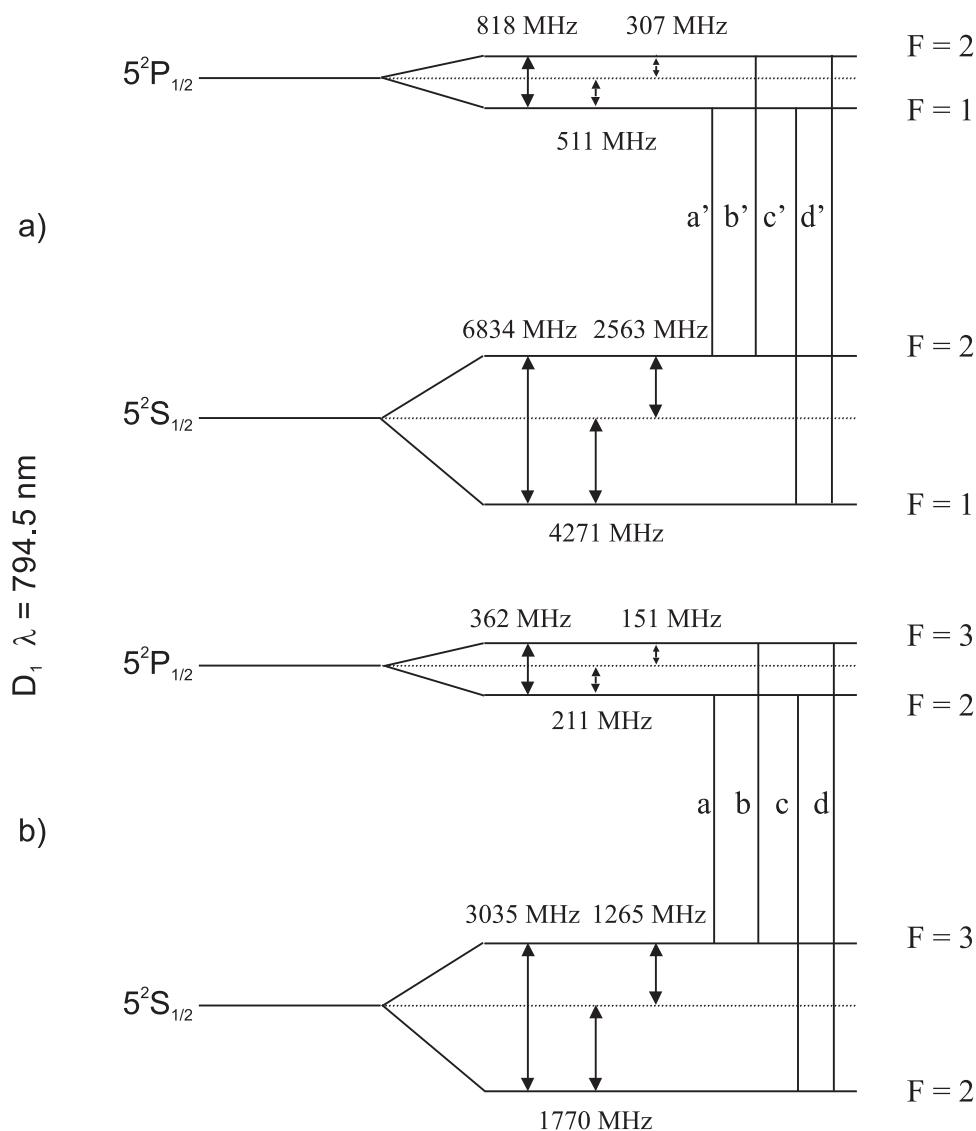 818 MHz 307 MHz
F = 2
5²P₁/₂
F = 1
511 MHz
a)
a’ b’ c’ d’
6834 MHz 2563 MHz
F = 2
5²S₁/₂
F = 1
4271 MHz
D₁ λ = 794.5 nm
362 MHz 151 MHz
F = 3
5²P₁/₂
F = 2
211 MHz
b)
a b c d
3035 MHz 1265 MHz
F = 3
5²S₁/₂
F = 2
1770 MHz